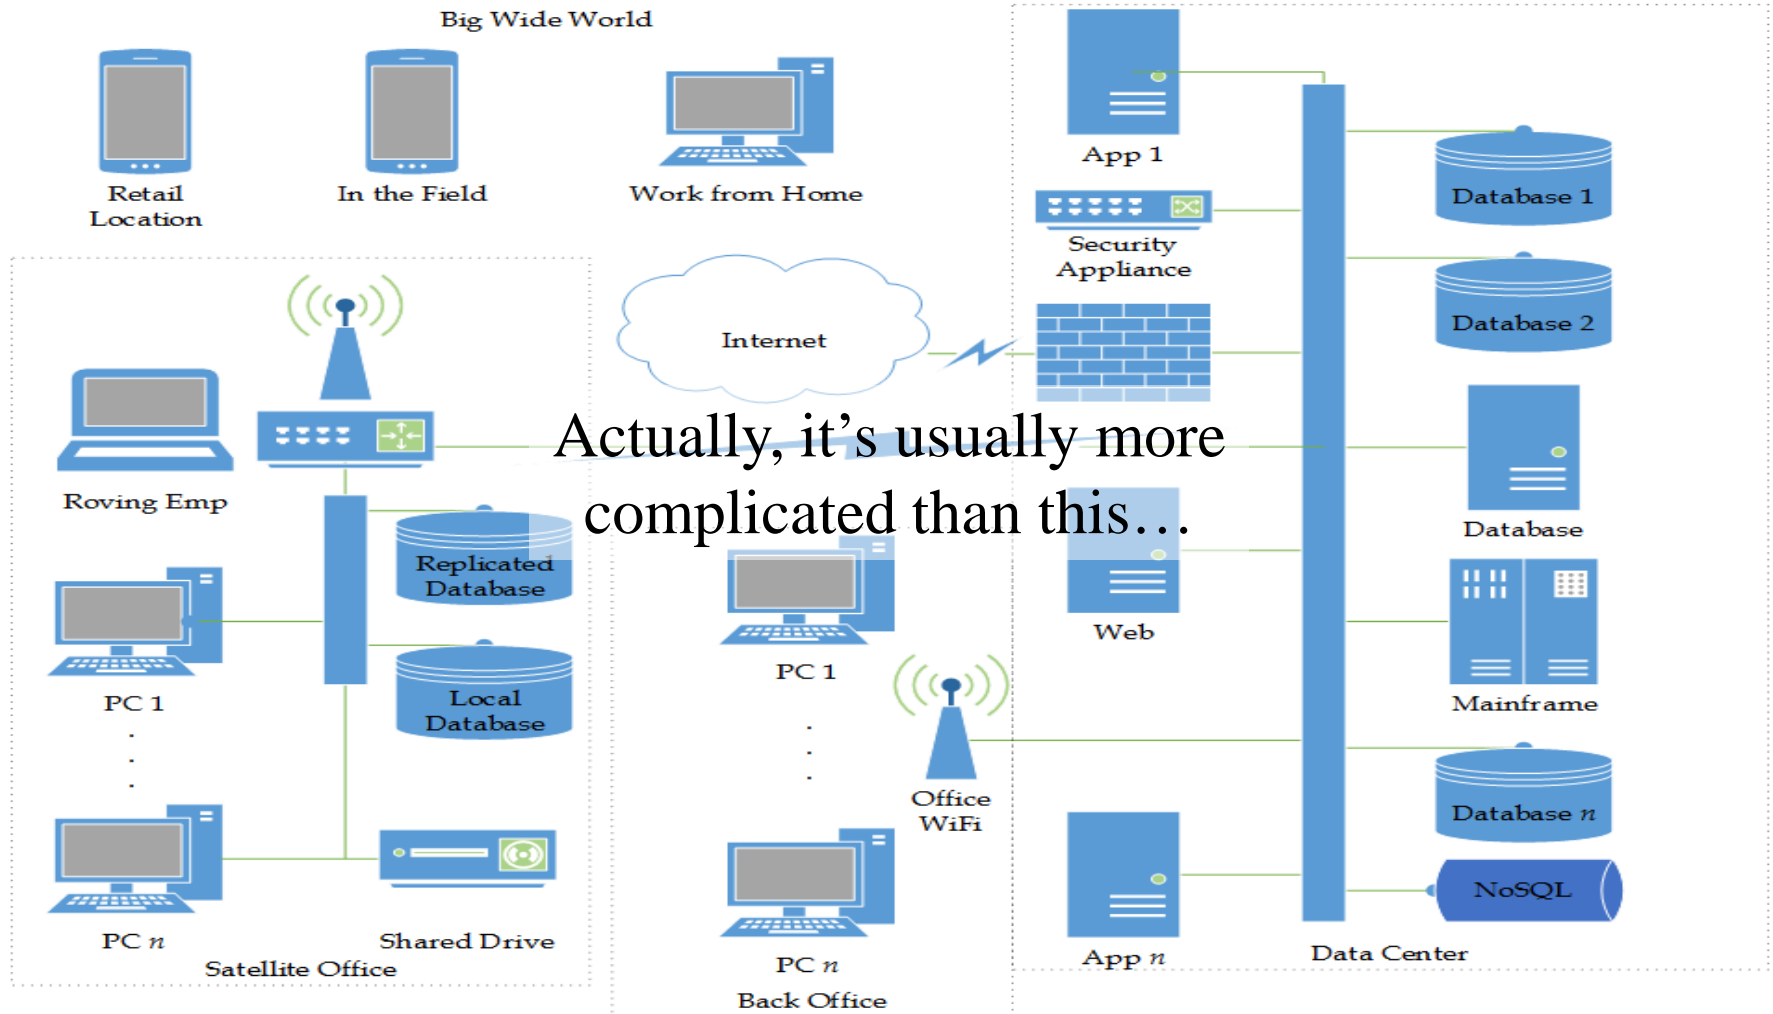 Big Wide World
Retail
Location
In the Field
Work from Home
Internet
Actually, it’s usually more
complicated than this…
Roving Emp
Replicated
Database
Local
Database
PC 1
.
.
.
PC n
Shared Drive
Satellite Office
PC 1
.
.
.
PC n
Back Office
Office
WiFi
App 1
Security
Appliance
Web
App n
Database 1
Database 2
Database
Mainframe
Database n
NoSQL
Data Center